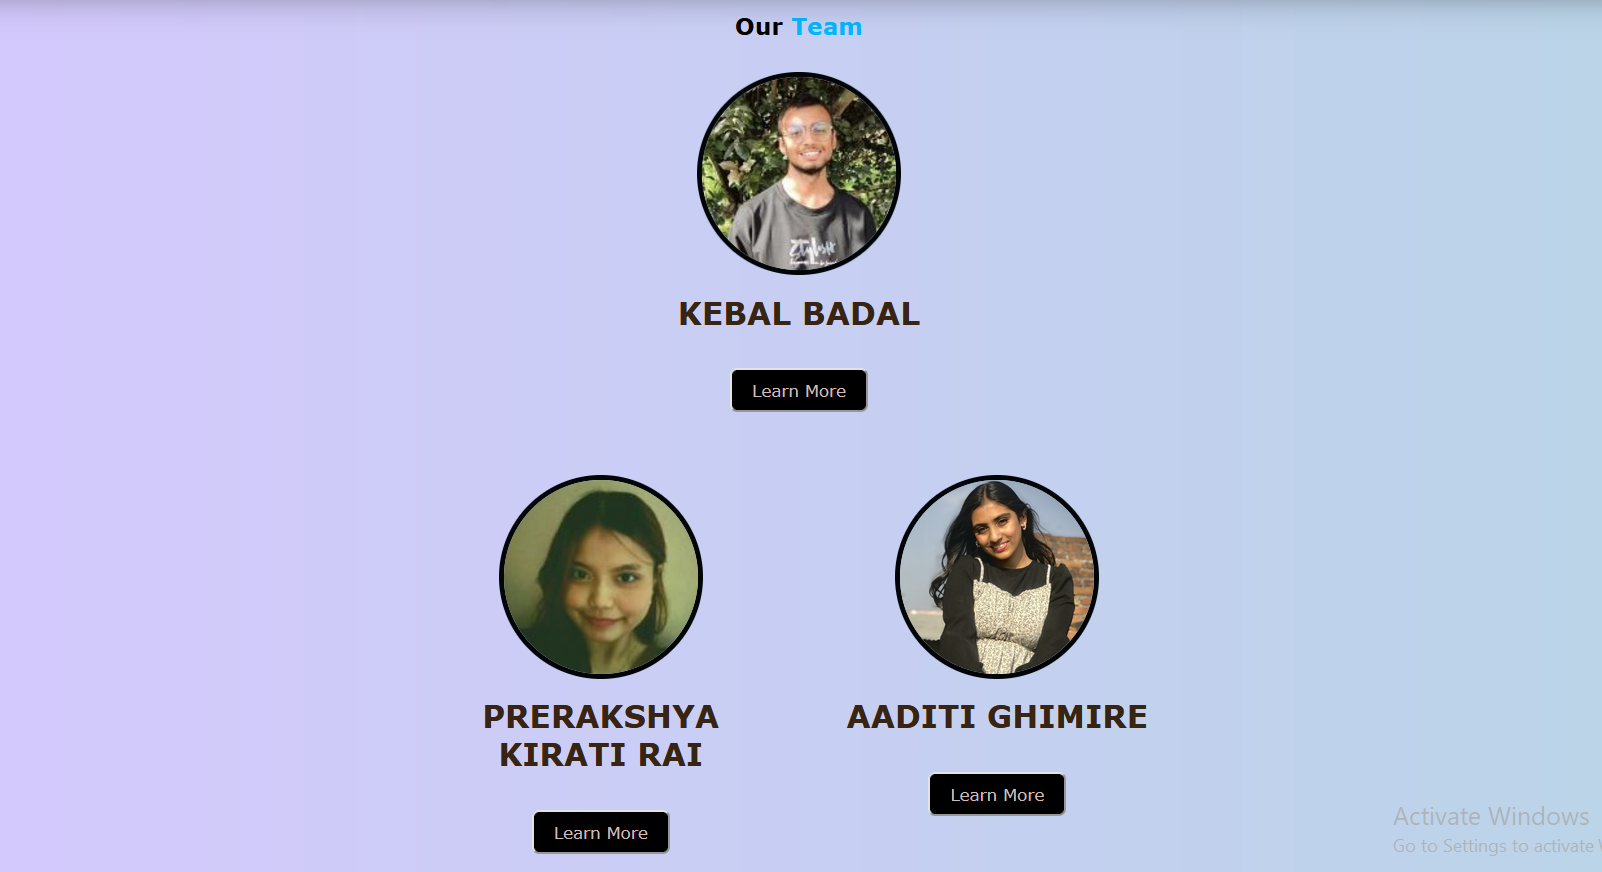 Our Team
Ztylush
KEBAL BADAL
Learn More
PRERAKSHYA
KIRATI RAI
AADITI GHIMIRE
Learn More
Learn More
Activate Windows
Go to Settings to activate